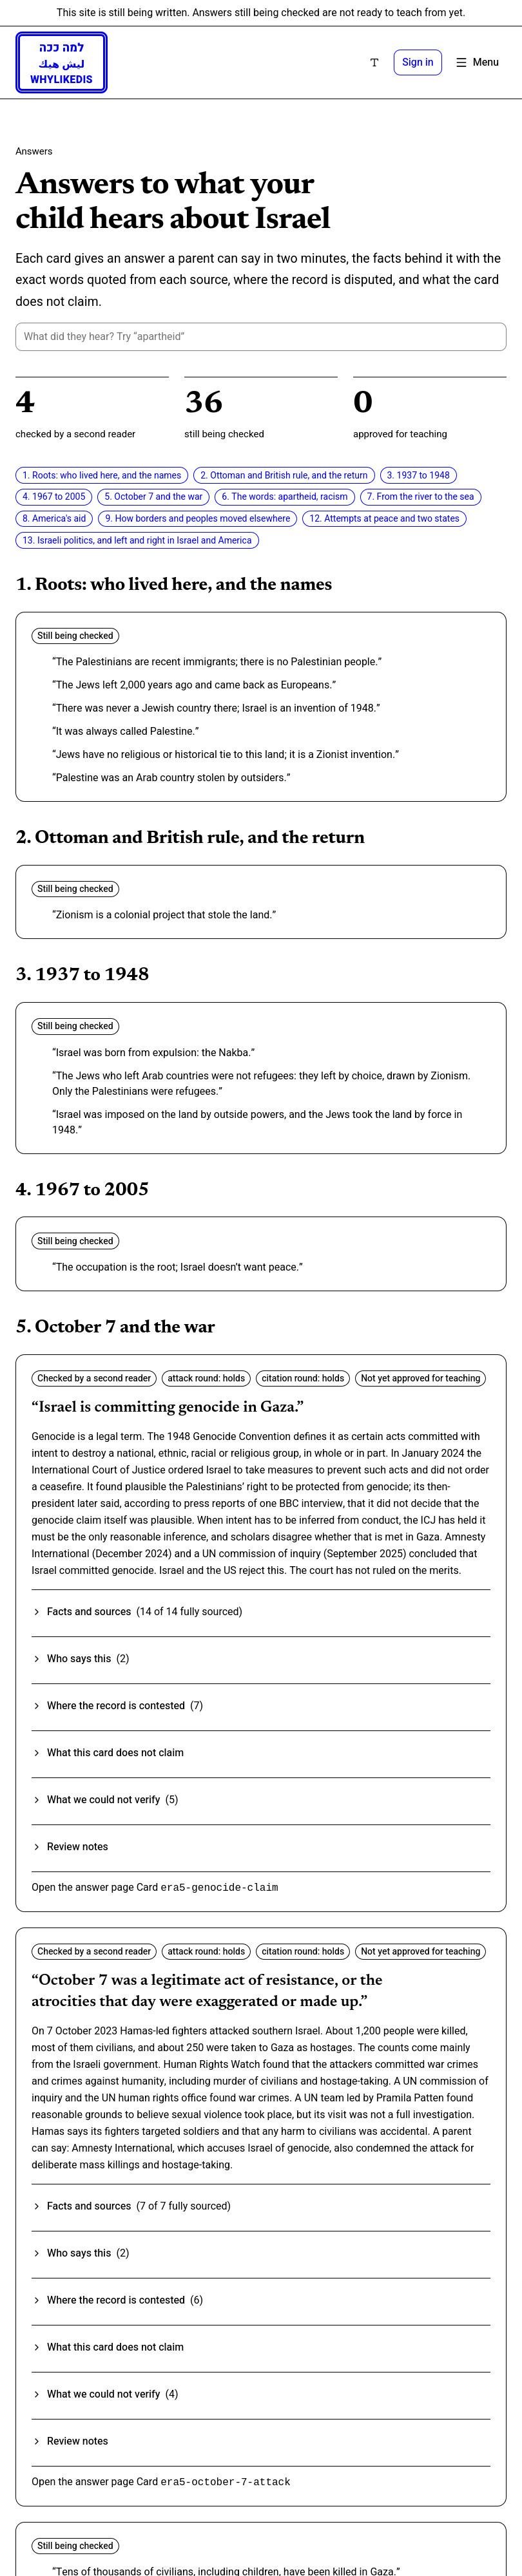 This site is still being written. Answers still being checked are not ready to teach from yet.
למה ככה
ليش هيك
WHYLIKEDIS
Sign in
Menu
Answers
Answers to what your
child hears about Israel
Each card gives an answer a parent can say in two minutes, the facts behind it with the
exact words quoted from each source, where the record is disputed, and what the card
does not claim.
What did they hear? Try “apartheid”
4
checked by a second reader
36
still being checked
0
approved for teaching
1. Roots: who lived here, and the names
2. Ottoman and British rule, and the return
3. 1937 to 1948
4. 1967 to 2005
5. October 7 and the war
6. The words: apartheid, racism
7. From the river to the sea
8. America’s aid
9. How borders and peoples moved elsewhere
12. Attempts at peace and two states
13. Israeli politics, and left and right in Israel and America
1. Roots: who lived here, and the names
Still being checked
“The Palestinians are recent immigrants; there is no Palestinian people.”
“The Jews left 2,000 years ago and came back as Europeans.”
“There was never a Jewish country there; Israel is an invention of 1948.”
“It was always called Palestine.”
“Jews have no religious or historical tie to this land; it is a Zionist invention.”
“Palestine was an Arab country stolen by outsiders.”
2. Ottoman and British rule, and the return
Still being checked
“Zionism is a colonial project that stole the land.”
3. 1937 to 1948
Still being checked
“Israel was born from expulsion: the Nakba.”
“The Jews who left Arab countries were not refugees: they left by choice, drawn by Zionism.
Only the Palestinians were refugees.”
“Israel was imposed on the land by outside powers, and the Jews took the land by force in
1948.”
4. 1967 to 2005
Still being checked
“The occupation is the root; Israel doesn’t want peace.”
5. October 7 and the war
Checked by a second reader
attack round: holds
citation round: holds
Not yet approved for teaching
“Israel is committing genocide in Gaza.”
Genocide is a legal term. The 1948 Genocide Convention defines it as certain acts committed with
intent to destroy a national, ethnic, racial or religious group, in whole or in part. In January 2024 the
International Court of Justice ordered Israel to take measures to prevent such acts and did not order
a ceasefire. It found plausible the Palestinians’ right to be protected from genocide; its then-
president later said, according to press reports of one BBC interview, that it did not decide that the
genocide claim itself was plausible. When intent has to be inferred from conduct, the ICJ has held it
must be the only reasonable inference, and scholars disagree whether that is met in Gaza. Amnesty
International (December 2024) and a UN commission of inquiry (September 2025) concluded that
Israel committed genocide. Israel and the US reject this. The court has not ruled on the merits.
Facts and sources (14 of 14 fully sourced)
Who says this (2)
Where the record is contested (7)
What this card does not claim
What we could not verify (5)
Review notes
Open the answer page Card era5-genocide-claim
Checked by a second reader
attack round: holds
citation round: holds
Not yet approved for teaching
“October 7 was a legitimate act of resistance, or the
atrocities that day were exaggerated or made up.”
On 7 October 2023 Hamas-led fighters attacked southern Israel. About 1,200 people were killed,
most of them civilians, and about 250 were taken to Gaza as hostages. The counts come mainly
from the Israeli government. Human Rights Watch found that the attackers committed war crimes
and crimes against humanity, including murder of civilians and hostage-taking. A UN commission of
inquiry and the UN human rights office found war crimes. A UN team led by Pramila Patten found
reasonable grounds to believe sexual violence took place, but its visit was not a full investigation.
Hamas says its fighters targeted soldiers and that any harm to civilians was accidental. A parent
can say: Amnesty International, which accuses Israel of genocide, also condemned the attack for
deliberate mass killings and hostage-taking.
Facts and sources (7 of 7 fully sourced)
Who says this (2)
Where the record is contested (6)
What this card does not claim
What we could not verify (4)
Review notes
Open the answer page Card era5-october-7-attack
Still being checked
“Tens of thousands of civilians, including children, have been killed in Gaza.”